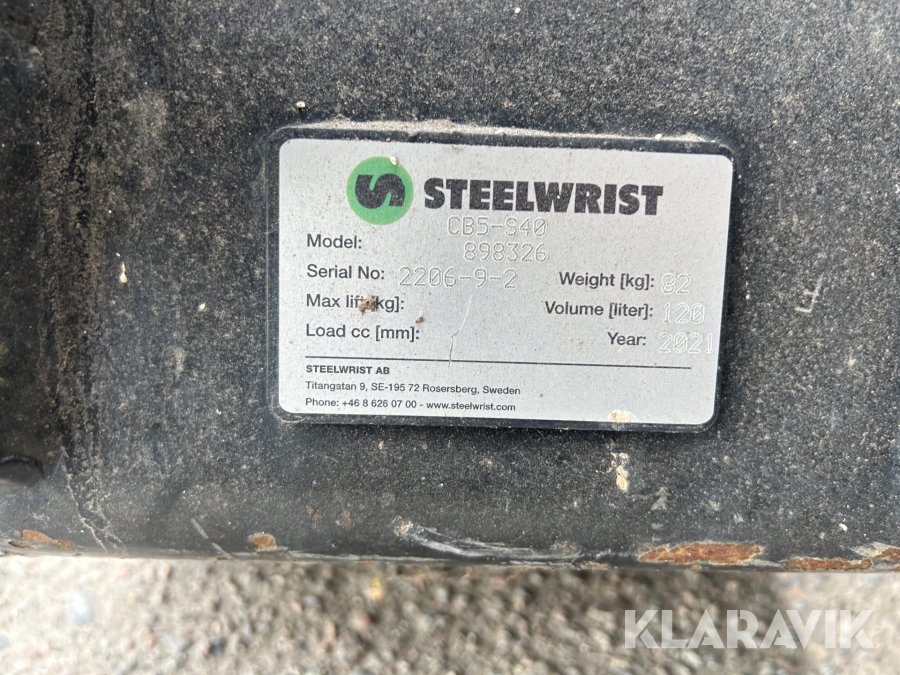 STEELWRIST
CB5-S40
Model: 898326
Serial No: 2206-9-2 Weight [kg]: 82
Max lift [kg]: Volume [liter]: 120
Load cc [mm]: Year: 2021
STEELWRIST AB
Titangatan 9, SE-195 72 Rosersberg, Sweden
Phone: +46 8 626 07 00 - www.steelwrist.com
KLARAVIK